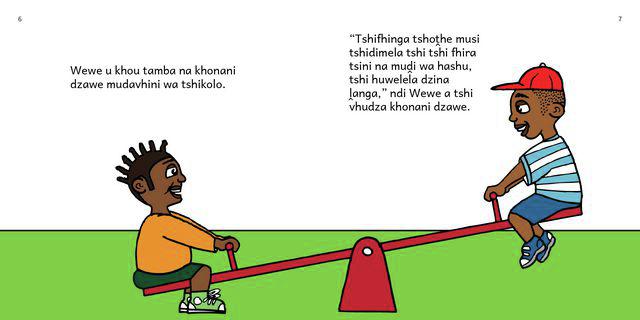 6
Wewe u khou tamba na khonani
dzawe mudavhini wa tshikolo.
7
“Tshifhinga tshoṱhe musi
tshidimela tshi tshi fhira
tsini na muḓi wa hashu,
tshi huwelela dzina
ḽanga,” ndi Wewe a tshi
vhudza khonani dzawe.